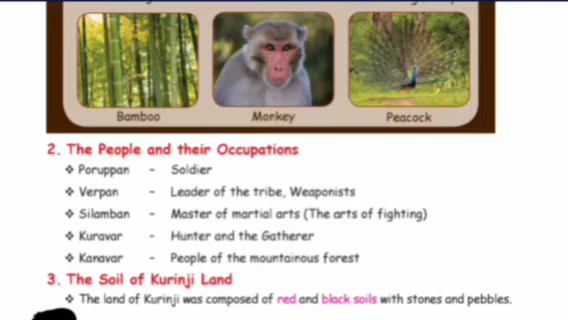 Bamboo Monkey Peacock
2. The People and their Occupations
❖ Poruppan - Soldier
❖ Verpan - Leader of the tribe, Weaponists
❖ Silamban - Master of martial arts (The arts of fighting)
❖ Kuravar - Hunter and the Gatherer
❖ Kanavar - People of the mountainous forest
3. The Soil of Kurinji Land
❖ The land of Kurinji was composed of red and black soils with stones and pebbles.